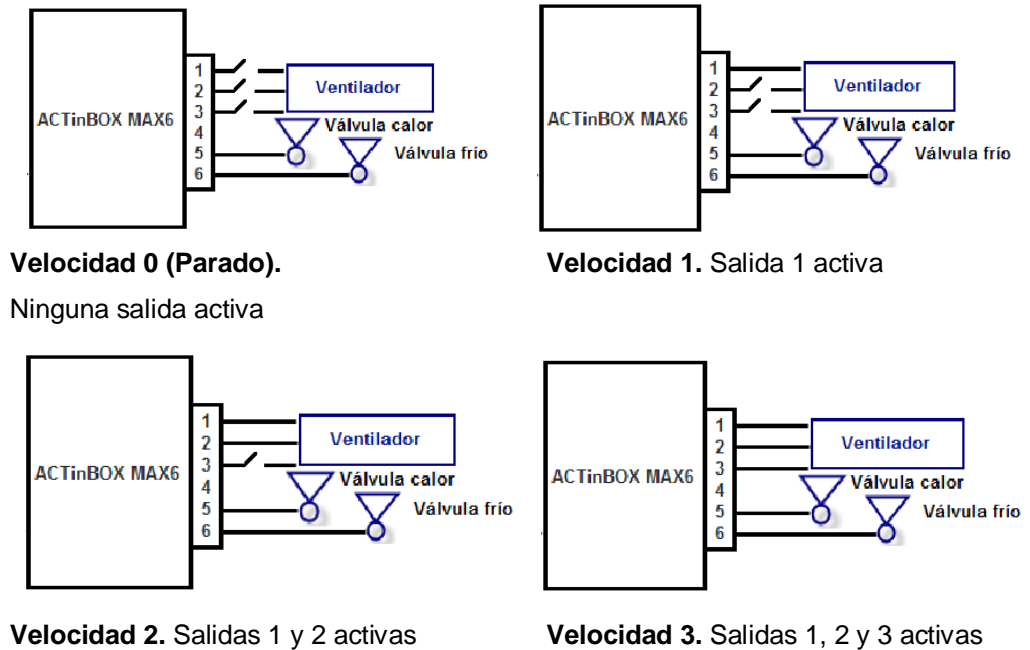 ACTinBOX MAX6
1
2
3
4
5
6
Ventilador
Válvula calor
Válvula frío
ACTinBOX MAX6
1
2
3
4
5
6
Ventilador
Válvula calor
Válvula frío
Velocidad 0 (Parado).
Ninguna salida activa
Velocidad 1. Salida 1 activa
ACTinBOX MAX6
1
2
3
4
5
6
Ventilador
Válvula calor
Válvula frío
ACTinBOX MAX6
1
2
3
4
5
6
Ventilador
Válvula calor
Válvula frío
Velocidad 2. Salidas 1 y 2 activas
Velocidad 3. Salidas 1, 2 y 3 activas